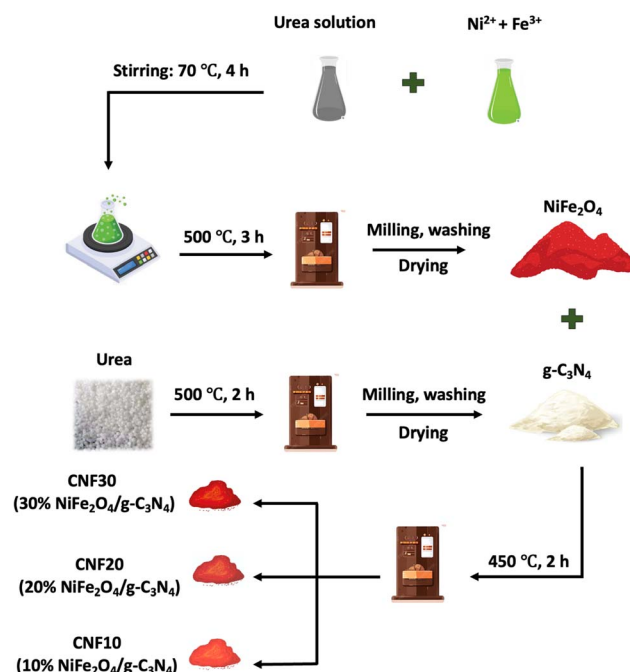 Urea solution
Ni²⁺ + Fe³⁺
Stirring: 70 ℃, 4 h
500 ℃, 3 h
Milling, washing
Drying
NiFe₂O₄
Urea
500 ℃, 2 h
Milling, washing
Drying
g-C₃N₄
CNF30
(30% NiFe₂O₄/g-C₃N₄)
CNF20
(20% NiFe₂O₄/g-C₃N₄)
450 ℃, 2 h
CNF10
(10% NiFe₂O₄/g-C₃N₄)